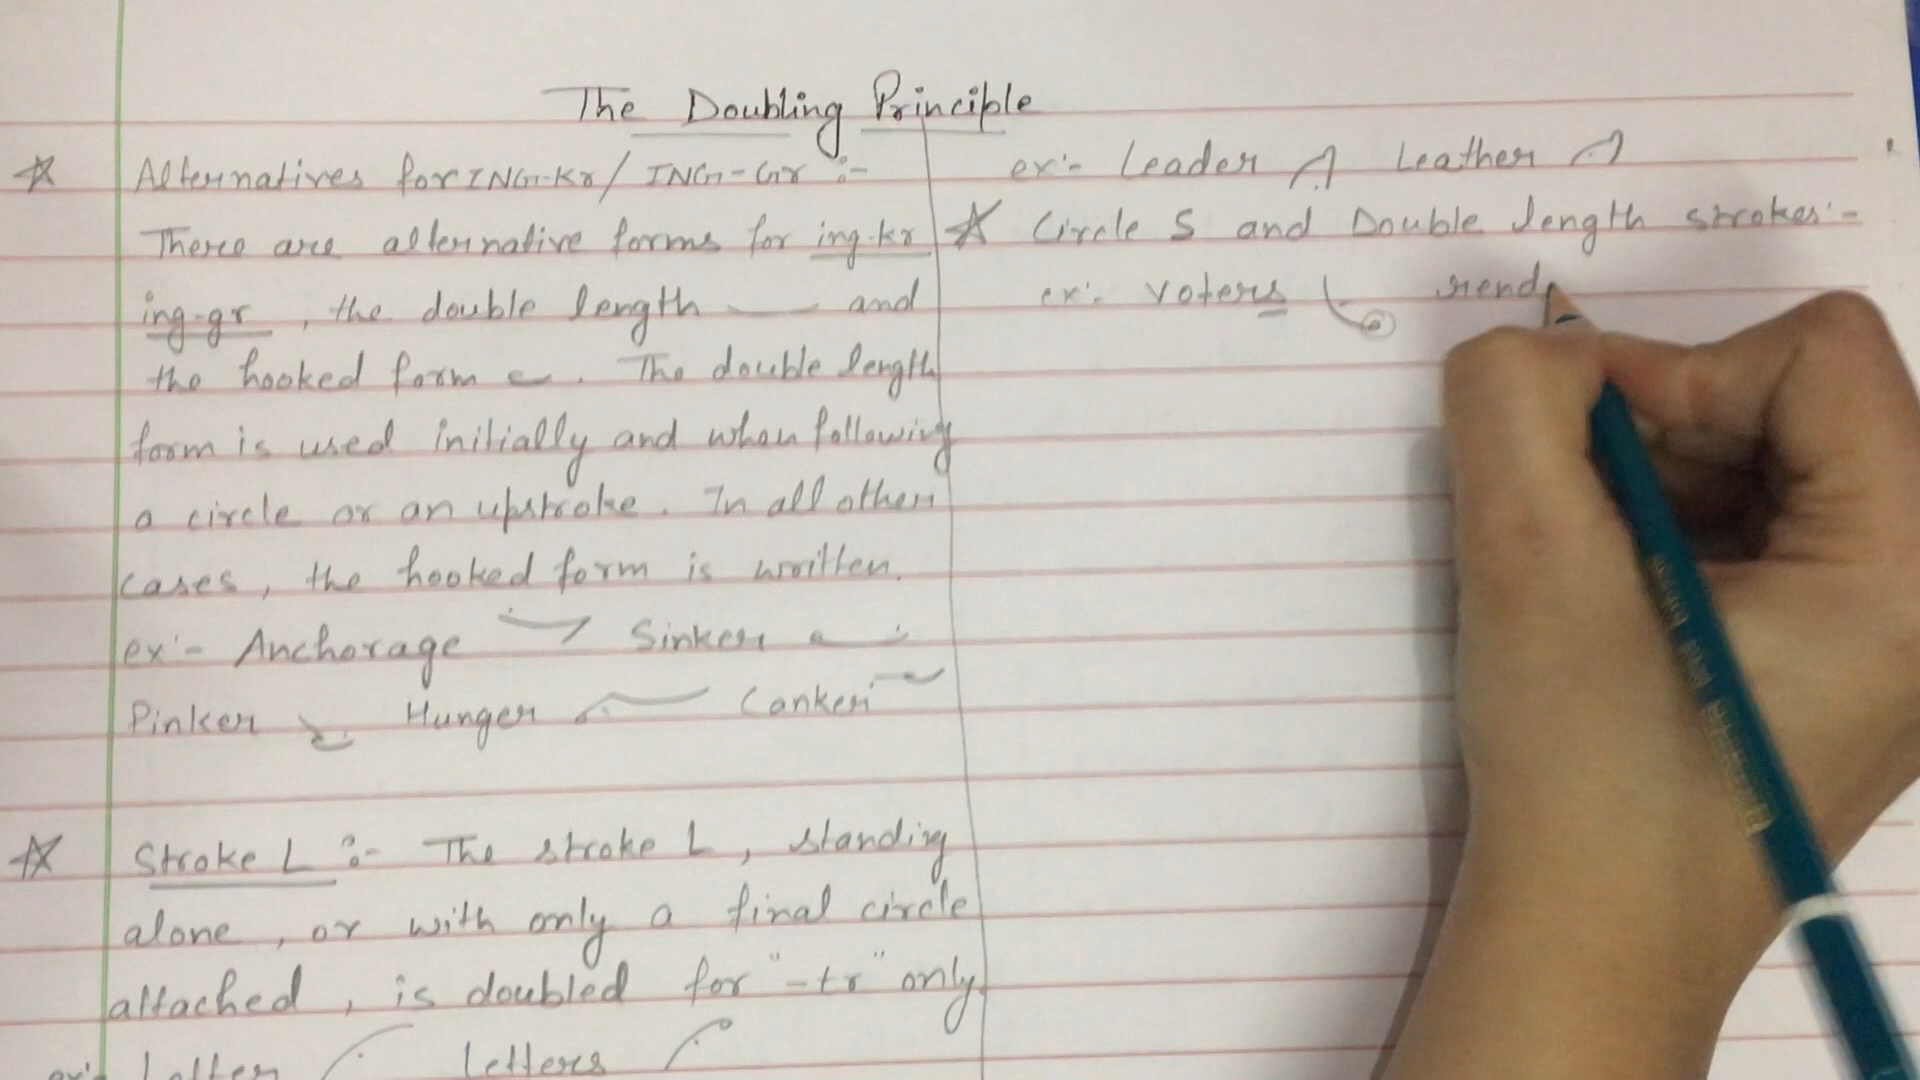 The Doubling Principle
☆ Alternatives for ING-Kr/ ING-Gr :-
There are alternative forms for ing-kr
ing-gr, the double length and
the hooked form. The double length
form is used initially and when following
a circle or an upstroke. In all other
cases, the hooked form is written.
ex:- Anchorage Sinker
Pinker Hunger Canker
☆ Stroke L :- The stroke L, standing
alone, or with only a final circle
attached, is doubled for "-tr" only.
ex:- Latter Letters
ex:- Leader Leather
☆ Circle S and Double length strokes:-
ex:- Voters rend